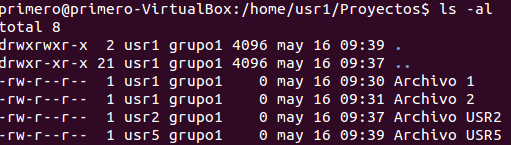 primero@primero-VirtualBox:/home/usr1/Proyectos$ ls -al
total 8
drwxrwxr-x  2 usr1 grupo1 4096 may 16 09:39 .
drwxr-xr-x 21 usr1 grupo1 4096 may 16 09:37 ..
-rw-r--r--  1 usr1 grupo1    0 may 16 09:30 Archivo 1
-rw-r--r--  1 usr1 grupo1    0 may 16 09:31 Archivo 2
-rw-r--r--  1 usr2 grupo1    0 may 16 09:37 Archivo USR2
-rw-r--r--  1 usr5 grupo1    0 may 16 09:39 Archivo USR5